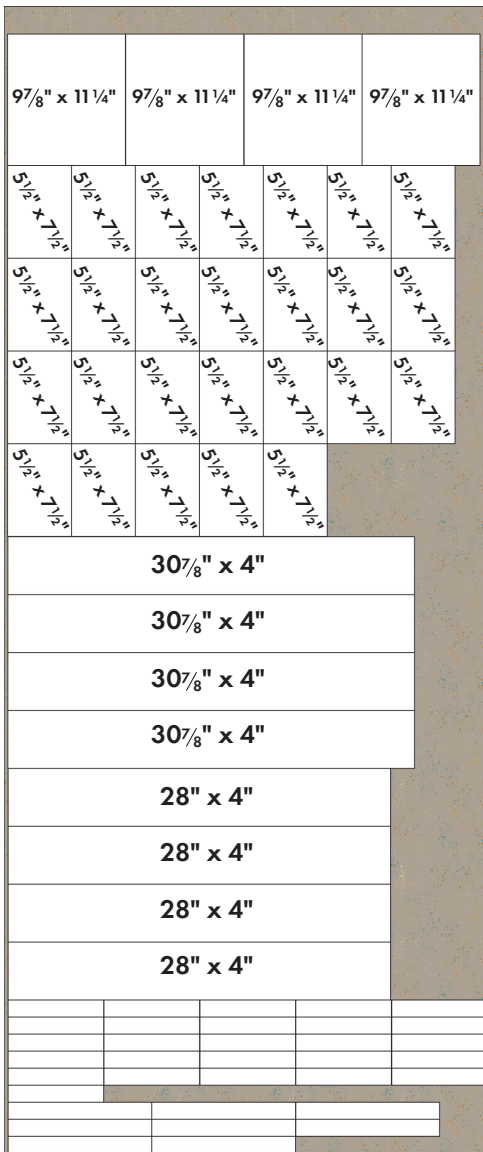 9⅞" x 11¼" 9⅞" x 11¼" 9⅞" x 11¼" 9⅞" x 11¼"
5½" x 7½" 5½" x 7½" 5½" x 7½" 5½" x 7½" 5½" x 7½" 5½" x 7½" 5½" x 7½"
5½" x 7½" 5½" x 7½" 5½" x 7½" 5½" x 7½" 5½" x 7½" 5½" x 7½" 5½" x 7½"
5½" x 7½" 5½" x 7½" 5½" x 7½" 5½" x 7½" 5½" x 7½" 5½" x 7½" 5½" x 7½"
5½" x 7½" 5½" x 7½" 5½" x 7½" 5½" x 7½" 5½" x 7½"
30⅞" x 4"
30⅞" x 4"
30⅞" x 4"
30⅞" x 4"
28" x 4"
28" x 4"
28" x 4"
28" x 4"